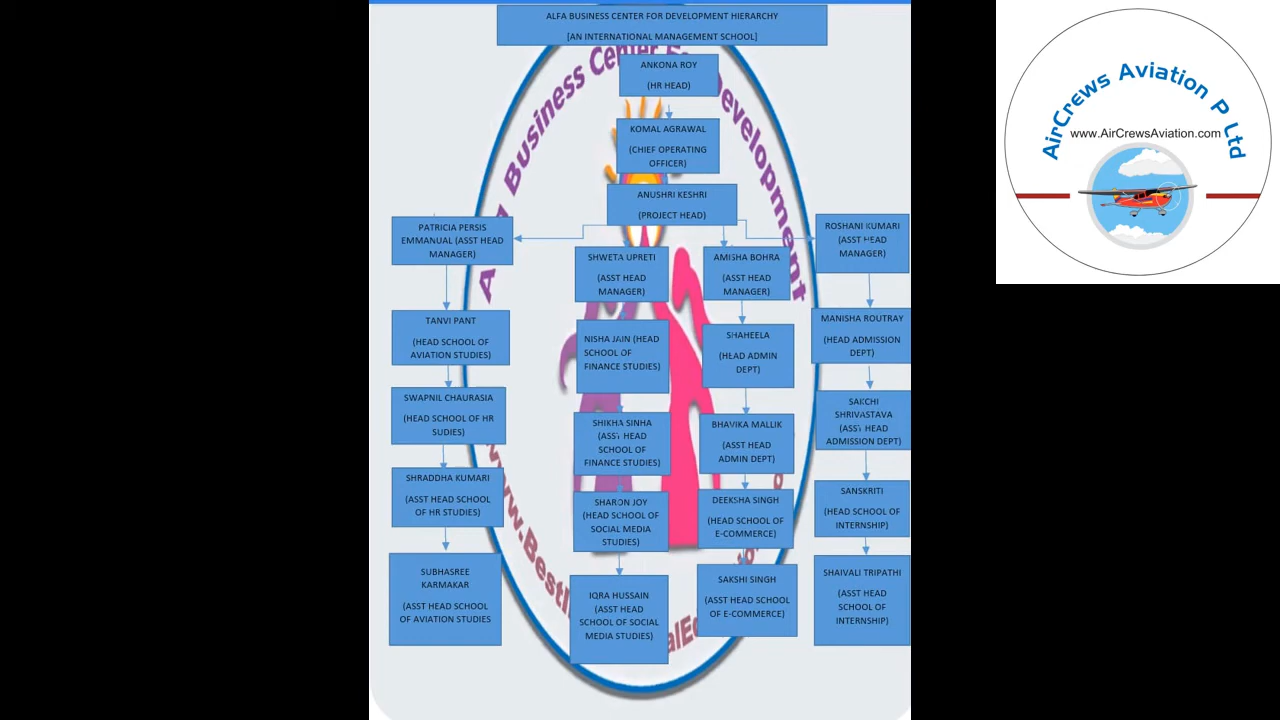 ALFA BUSINESS CENTER FOR DEVELOPMENT HIERARCHY
[AN INTERNATIONAL MANAGEMENT SCHOOL]
ANKONA ROY
(HR HEAD)
KOMAL AGRAWAL
(CHIEF OPERATING
OFFICER)
ANUSHRI KESHRI
(PROJECT HEAD)
PATRICIA PERSIS
EMMANUAL (ASST HEAD
MANAGER)
TANVI PANT
(HEAD SCHOOL OF
AVIATION STUDIES)
SWAPNIL CHAURASIA
(HEAD SCHOOL OF HR
SUDIES)
SHRADDHA KUMARI
(ASST HEAD SCHOOL
OF HR STUDIES)
SUBHASREE
KARMAKAR
(ASST HEAD SCHOOL
OF AVIATION STUDIES
SHWETA UPRETI
(ASST HEAD
MANAGER)
NISHA JAIN (HEAD
SCHOOL OF
FINANCE STUDIES)
SHIKHA SINHA
(ASST HEAD
SCHOOL OF
FINANCE STUDIES)
SHARON JOY
(HEAD SCHOOL OF
SOCIAL MEDIA
STUDIES)
IQRA HUSSAIN
(ASST HEAD
SCHOOL OF SOCIAL
MEDIA STUDIES)
AMISHA BOHRA
(ASST HEAD
MANAGER)
SHAHEELA
(HEAD ADMIN
DEPT)
BHAVIKA MALLIK
(ASST HEAD
ADMIN DEPT)
DEEKSHA SINGH
(HEAD SCHOOL OF
E-COMMERCE)
SAKSHI SINGH
(ASST HEAD SCHOOL
OF E-COMMERCE)
ROSHANI KUMARI
(ASST HEAD
MANAGER)
MANISHA ROUTRAY
(HEAD ADMISSION
DEPT)
SAKCHI
SHRIVASTAVA
(ASST HEAD
ADMISSION DEPT)
SANSKRITI
(HEAD SCHOOL OF
INTERNSHIP)
SHAIVALI TRIPATHI
(ASST HEAD
SCHOOL OF
INTERNSHIP)
Business Center
Development
AirCrews Aviation P Ltd
www.AirCrewsAviation.com